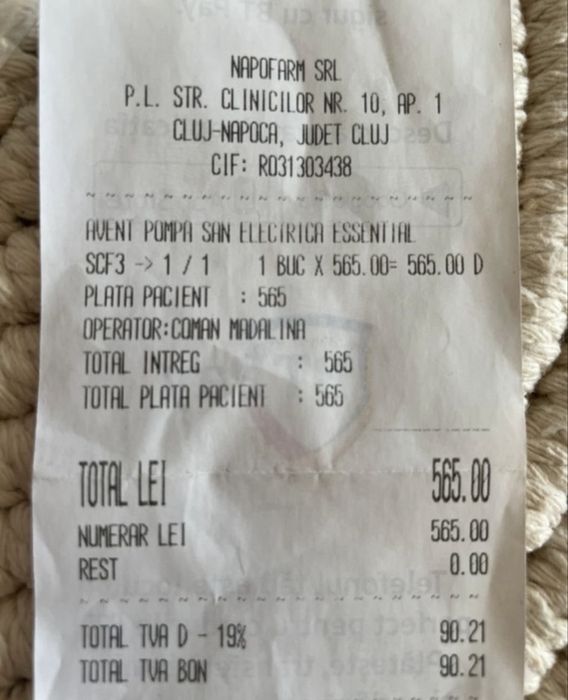 NAPOFARM SRL
P.L. STR. CLINICILOR NR. 10, AP. 1
CLUJ-NAPOCA, JUDET CLUJ
CIF: RO31303438
AVENT POMPA SAN ELECTRICA ESSENTIAL
SCF3 -> 1 / 1 1 BUC X 565.00= 565.00 D
PLATA PACIENT : 565
OPERATOR:COMAN MADALINA
TOTAL INTREG : 565
TOTAL PLATA PACIENT : 565
TOTAL LEI 565.00
NUMERAR LEI 565.00
REST 0.00
TOTAL TVA D - 19% 90.21
TOTAL TVA BON 90.21